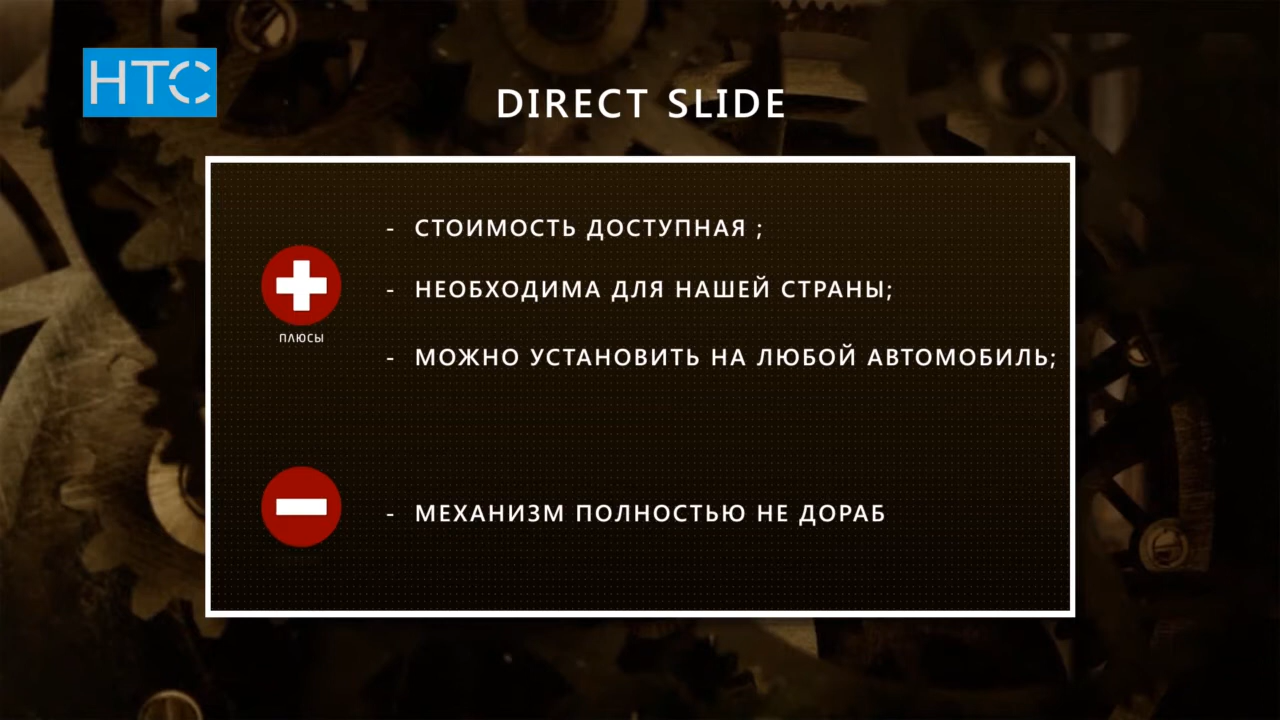 НТС
DIRECT SLIDE
- СТОИМОСТЬ ДОСТУПНАЯ ;
- НЕОБХОДИМА ДЛЯ НАШЕЙ СТРАНЫ;
ПЛЮСЫ
- МОЖНО УСТАНОВИТЬ НА ЛЮБОЙ АВТОМОБИЛЬ;
- МЕХАНИЗМ ПОЛНОСТЬЮ НЕ ДОРАБ